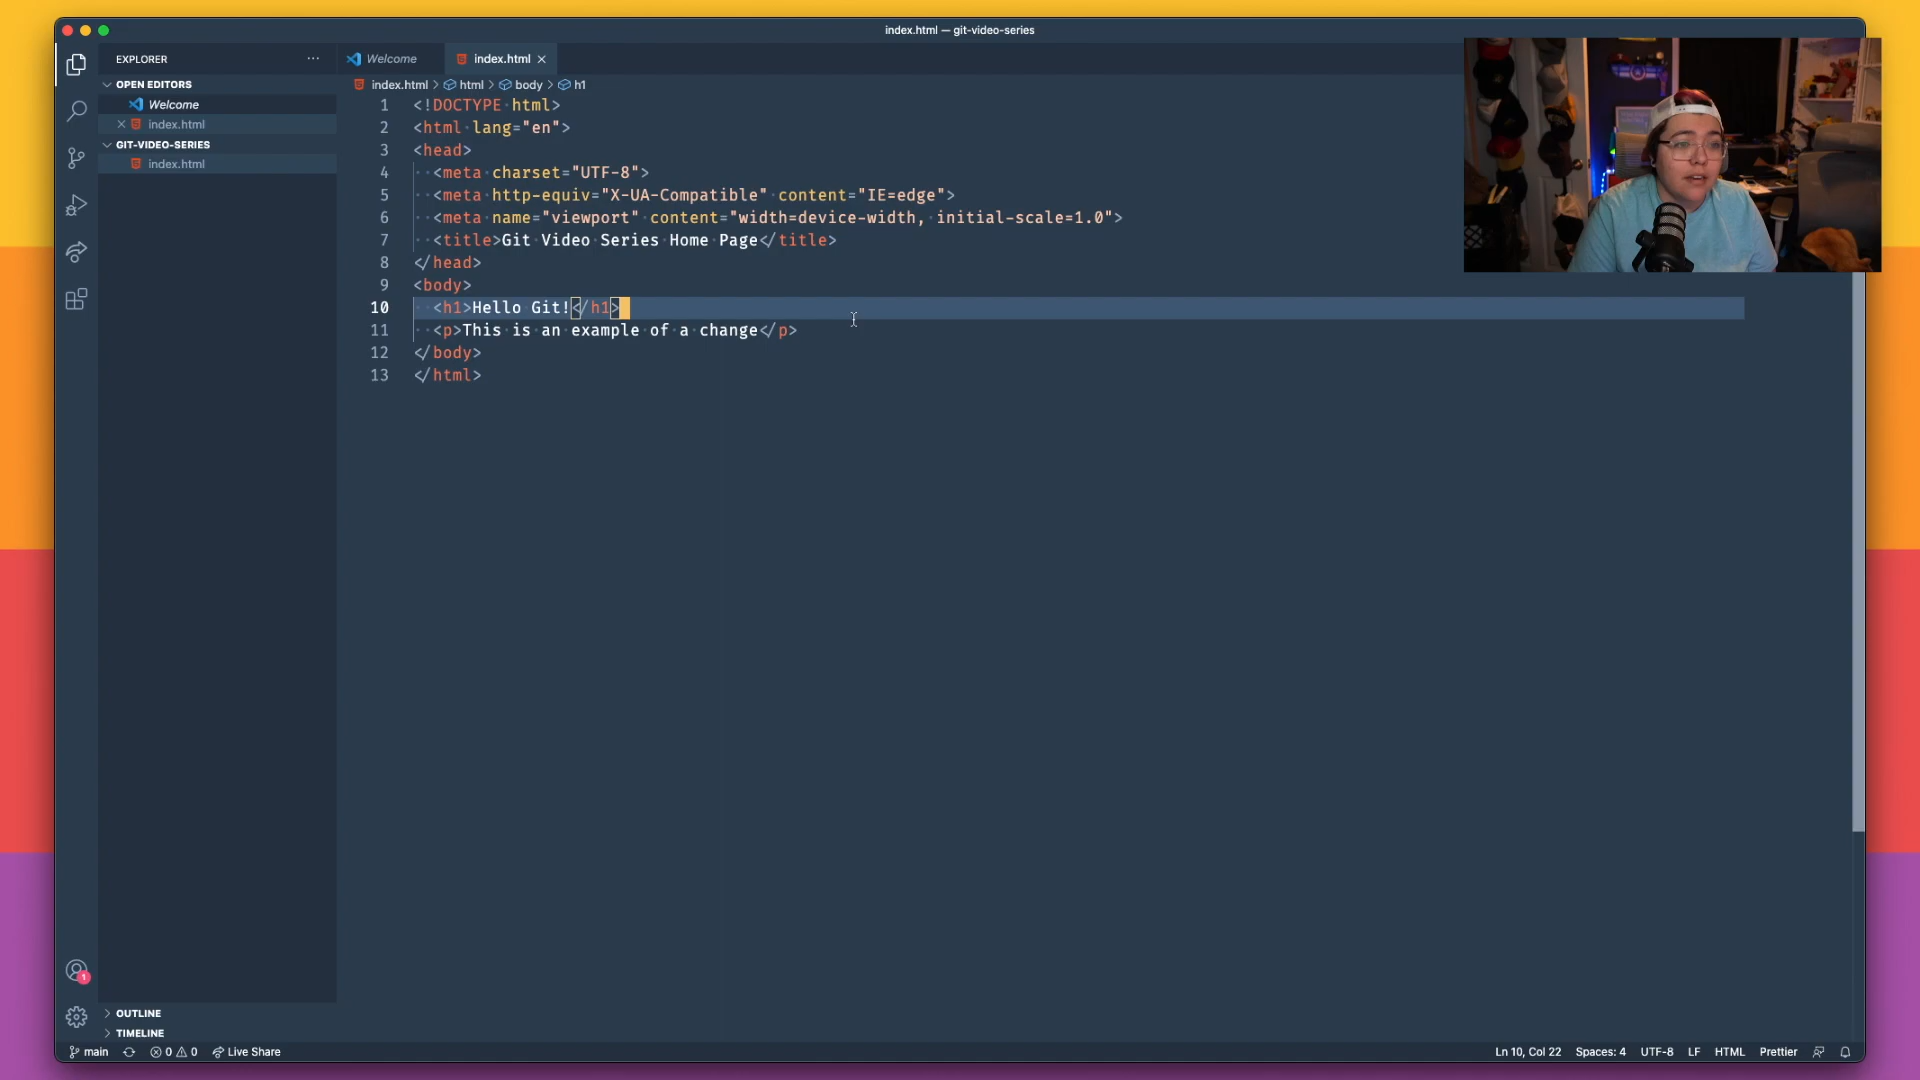 index.html — git-video-series
EXPLORER
Welcome
index.html
OPEN EDITORS
Welcome
index.html
GIT-VIDEO-SERIES
index.html
index.html > html > body > h1
1 <!DOCTYPE html>
2 <html lang="en">
3 <head>
4 <meta charset="UTF-8">
5 <meta http-equiv="X-UA-Compatible" content="IE=edge">
6 <meta name="viewport" content="width=device-width, initial-scale=1.0">
7 <title>Git Video Series Home Page</title>
8 </head>
9 <body>
10 <h1>Hello Git!</h1>
11 <p>This is an example of a change</p>
12 </body>
13 </html>
1
OUTLINE
TIMELINE
main 0 0 Live Share Ln 10, Col 22 Spaces: 4 UTF-8 LF HTML Prettier